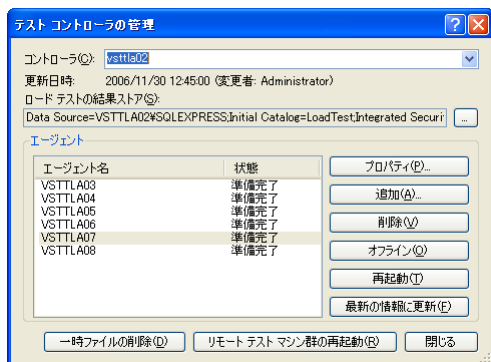 テスト コントローラの管理
コントローラ(C): vsttla02
更新日時: 2006/11/30 12:45:00 (変更者: Administrator)
ロード テストの結果ストア(S):
Data Source=VSTTLA02¥SQLEXPRESS;Initial Catalog=LoadTest;Integrated Securit ...
エージェント
エージェント名 状態
VSTTLA03 準備完了
VSTTLA04 準備完了
VSTTLA05 準備完了
VSTTLA06 準備完了
VSTTLA07 準備完了
VSTTLA08 準備完了
プロパティ(P)...
追加(A)...
削除(V)
オフライン(O)
再起動(T)
最新の情報に更新(F)
一時ファイルの削除(D) リモート テスト マシン群の再起動(R) 閉じる